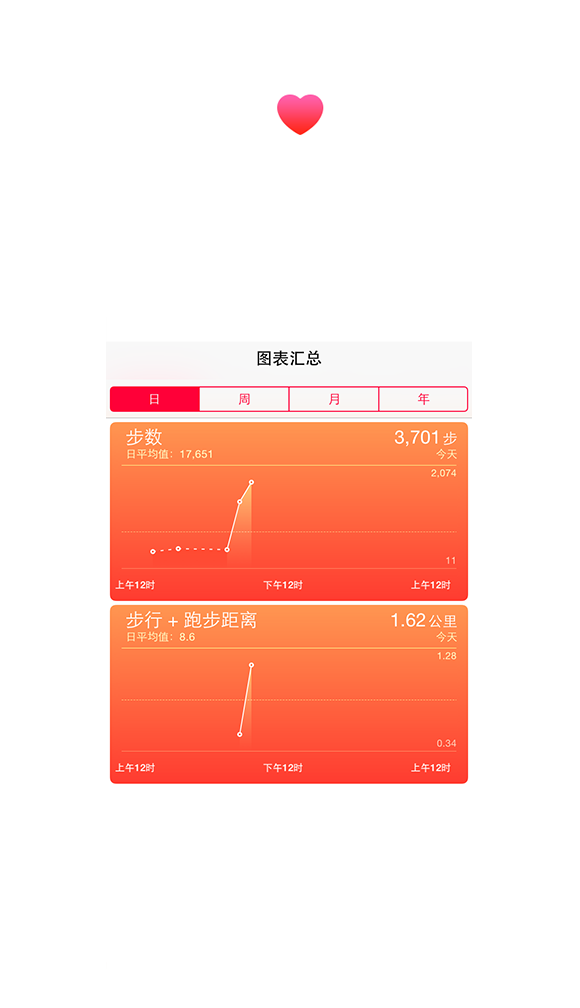 图表汇总
日 周 月 年
步数 3,701 步
日平均值：17,651 今天
2,074
11
上午12时 下午12时 上午12时
步行 + 跑步距离 1.62 公里
日平均值：8.6 今天
1.28
0.34
上午12时 下午12时 上午12时